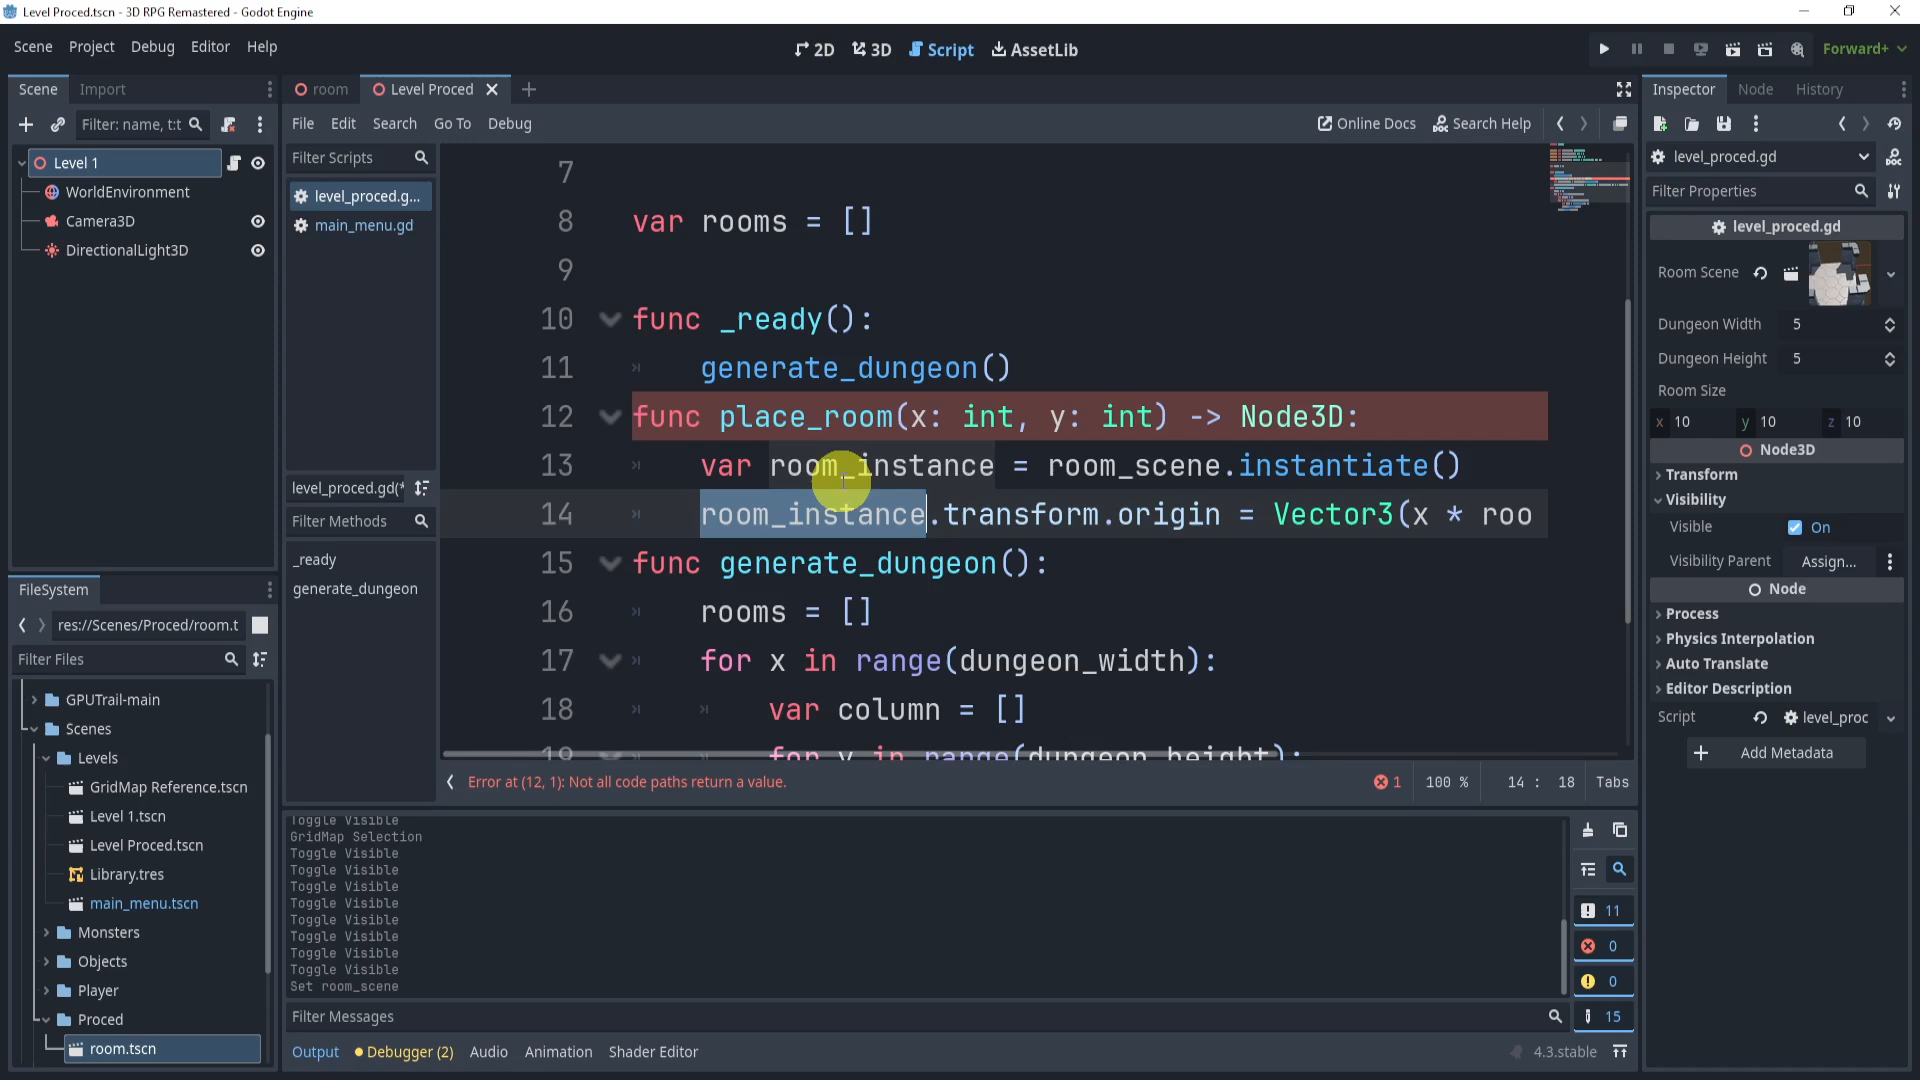 Level Proced.tscn - 3D RPG Remastered - Godot Engine
Scene Project Debug Editor Help
2D 3D Script AssetLib
Forward+
Scene Import
room Level Proced
Inspector Node History
Filter: name, t:t
File Edit Search Go To Debug
Online Docs Search Help
Level 1
WorldEnvironment
Camera3D
DirectionalLight3D
Filter Scripts
level_proced.g...
main_menu.gd
level_proced.gd(*
Filter Methods
_ready
generate_dungeon
7
8 var rooms = []
9
10 func _ready():
11 generate_dungeon()
12 func place_room(x: int, y: int) -> Node3D:
13 var room_instance = room_scene.instantiate()
14 room_instance.transform.origin = Vector3(x * roo
15 func generate_dungeon():
16 rooms = []
17 for x in range(dungeon_width):
18 var column = []
19 for y in range(dungeon_height):
Error at (12, 1): Not all code paths return a value.
1 100 % 14 : 18 Tabs
level_proced.gd
Filter Properties
level_proced.gd
Room Scene
Dungeon Width 5
Dungeon Height 5
Room Size
x 10 y 10 z 10
Node3D
Transform
Visibility
Visible On
Visibility Parent Assign...
Node
Process
Physics Interpolation
Auto Translate
Editor Description
Script level_proc
Add Metadata
FileSystem
res://Scenes/Proced/room.t
Filter Files
GPUTrail-main
Scenes
Levels
GridMap Reference.tscn
Level 1.tscn
Level Proced.tscn
Library.tres
main_menu.tscn
Monsters
Objects
Player
Proced
room.tscn
Toggle Visible
GridMap Selection
Toggle Visible
Toggle Visible
Toggle Visible
Toggle Visible
Toggle Visible
Toggle Visible
Toggle Visible
Toggle Visible
Set room_scene
11
0
0
15
Filter Messages
Output Debugger (2) Audio Animation Shader Editor
4.3.stable